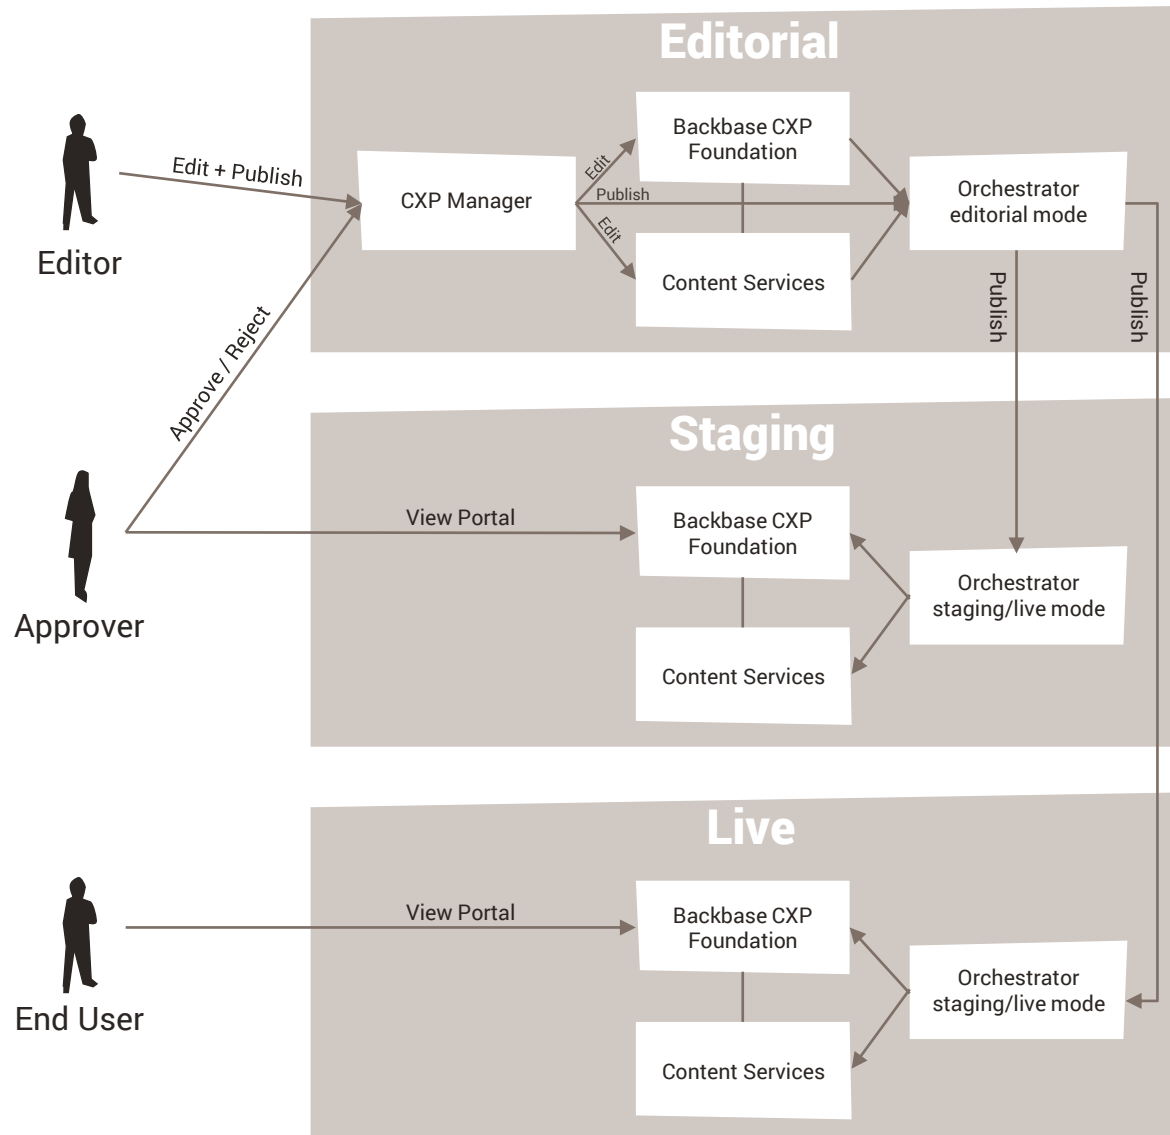 Editorial
Edit + Publish
Editor
CXP Manager
Edit
Publish
Edit
Backbase CXP
Foundation
Content Services
Orchestrator
editorial mode
Publish
Publish
Approve / Reject
Staging
View Portal
Approver
Backbase CXP
Foundation
Content Services
Orchestrator
staging/live mode
Live
View Portal
End User
Backbase CXP
Foundation
Content Services
Orchestrator
staging/live mode